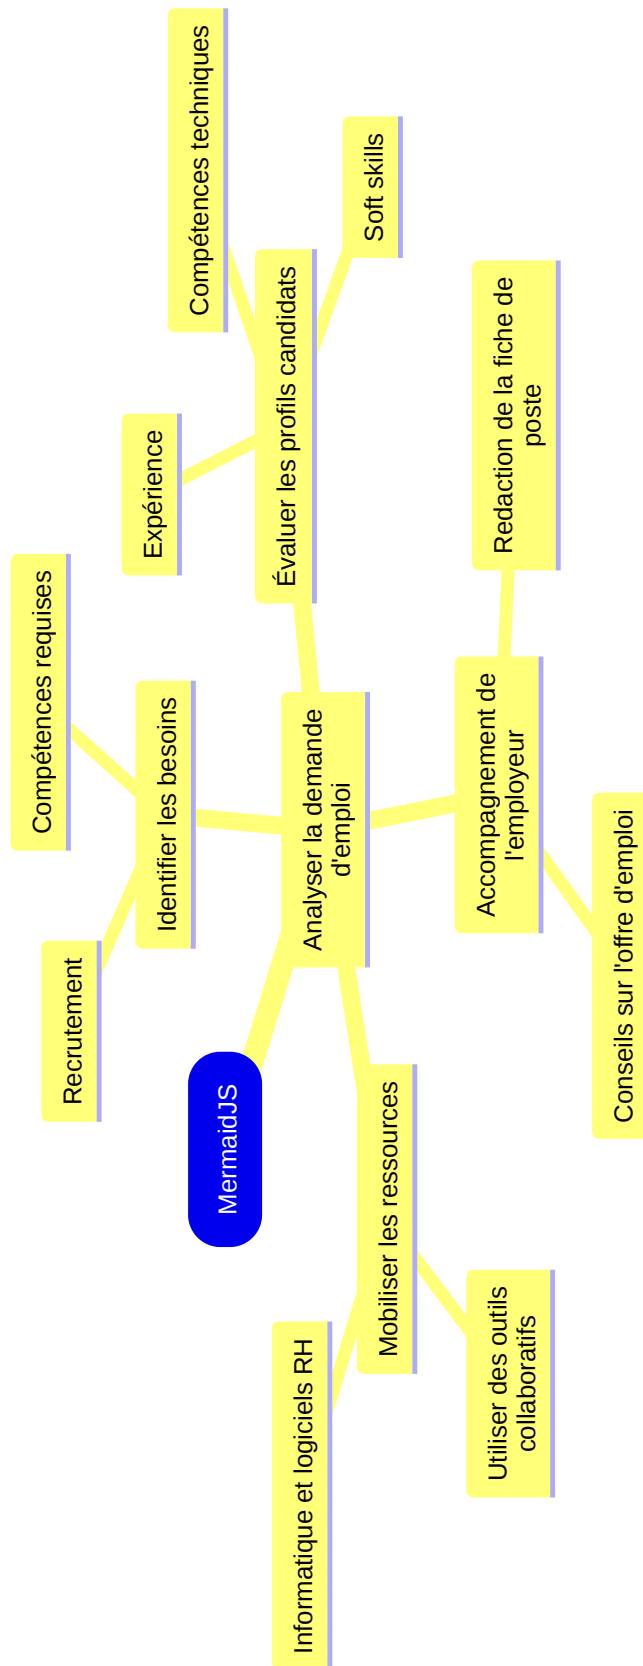 Compétences techniques
Soft skills
Évaluer les profils candidats
Expérience
Redaction de la fiche de
poste
Compétences requises
Identifier les besoins
Recrutement
Analyser la demande
d'emploi
Accompagnement de
l'employeur
Conseils sur l'offre d'emploi
MermaidJS
Mobiliser les ressources
Informatique et logiciels RH
Utiliser des outils
collaboratifs